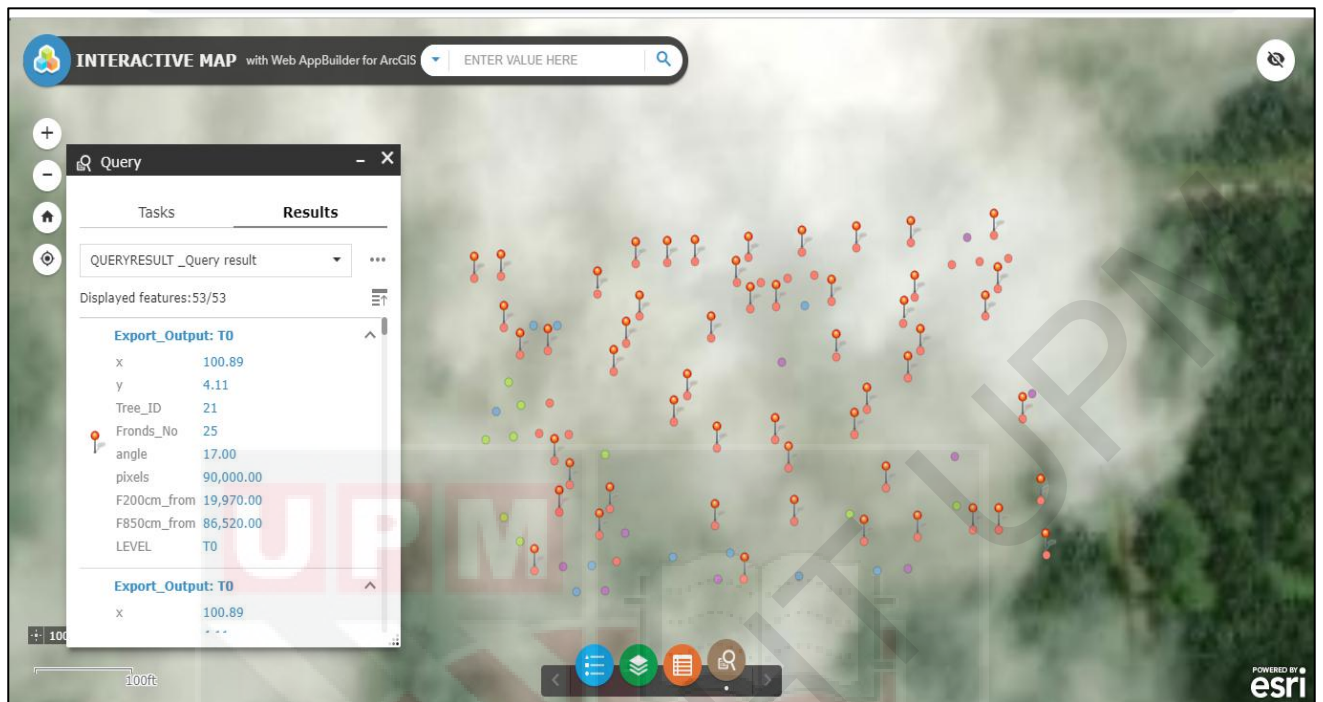 INTERACTIVE MAP with Web AppBuilder for ArcGIS ENTER VALUE HERE
+
−
Query – X
Tasks Results
QUERYRESULT _Query result
Displayed features:53/53
Export_Output: T0
x 100.89
y 4.11
Tree_ID 21
Fronds_No 25
angle 17.00
pixels 90,000.00
F200cm_from 19,970.00
F850cm_from 86,520.00
LEVEL T0
Export_Output: T0
x 100.89
100
100ft
POWERED BY
esri
UPM
UPM